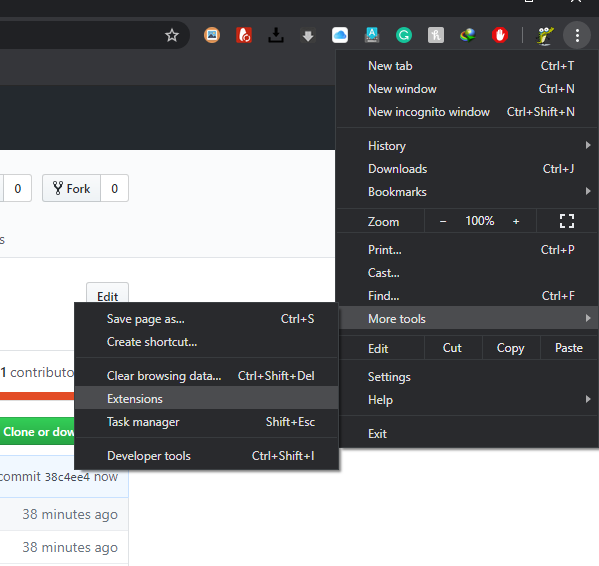 New tab Ctrl+T
New window Ctrl+N
New incognito window Ctrl+Shift+N
History
Downloads Ctrl+J
Bookmarks
Zoom − 100% +
Print... Ctrl+P
Cast...
Find... Ctrl+F
More tools
Edit Cut Copy Paste
Settings
Help
Exit
Save page as... Ctrl+S
Create shortcut...
Clear browsing data... Ctrl+Shift+Del
Extensions
Task manager Shift+Esc
Developer tools Ctrl+Shift+I
0 Fork 0
s
Edit
1 contributo
Clone or dow
commit 38c4ee4 now
38 minutes ago
38 minutes ago